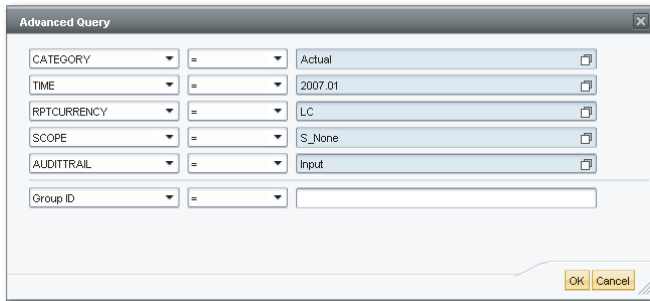 Advanced Query
CATEGORY = Actual
TIME = 2007.01
RPTCURRENCY = LC
SCOPE = S_None
AUDITTRAIL = Input
Group ID =
OK Cancel